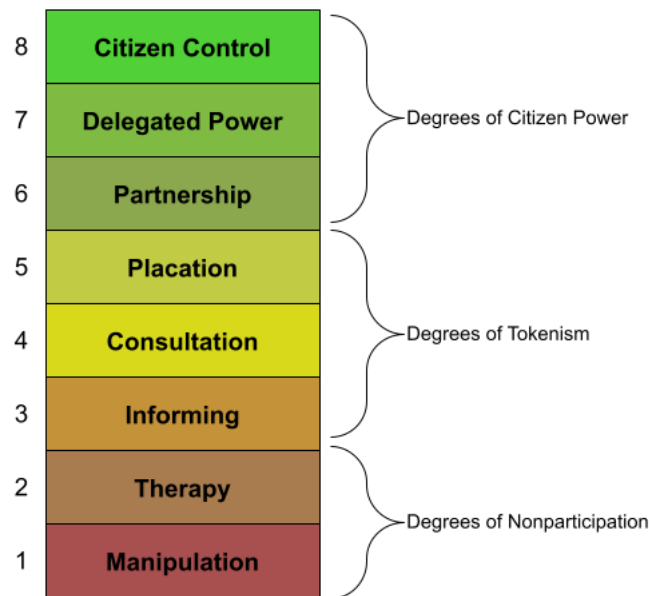 8 Citizen Control
7 Delegated Power
Degrees of Citizen Power
6 Partnership
5 Placation
4 Consultation
Degrees of Tokenism
3 Informing
2 Therapy
Degrees of Nonparticipation
1 Manipulation